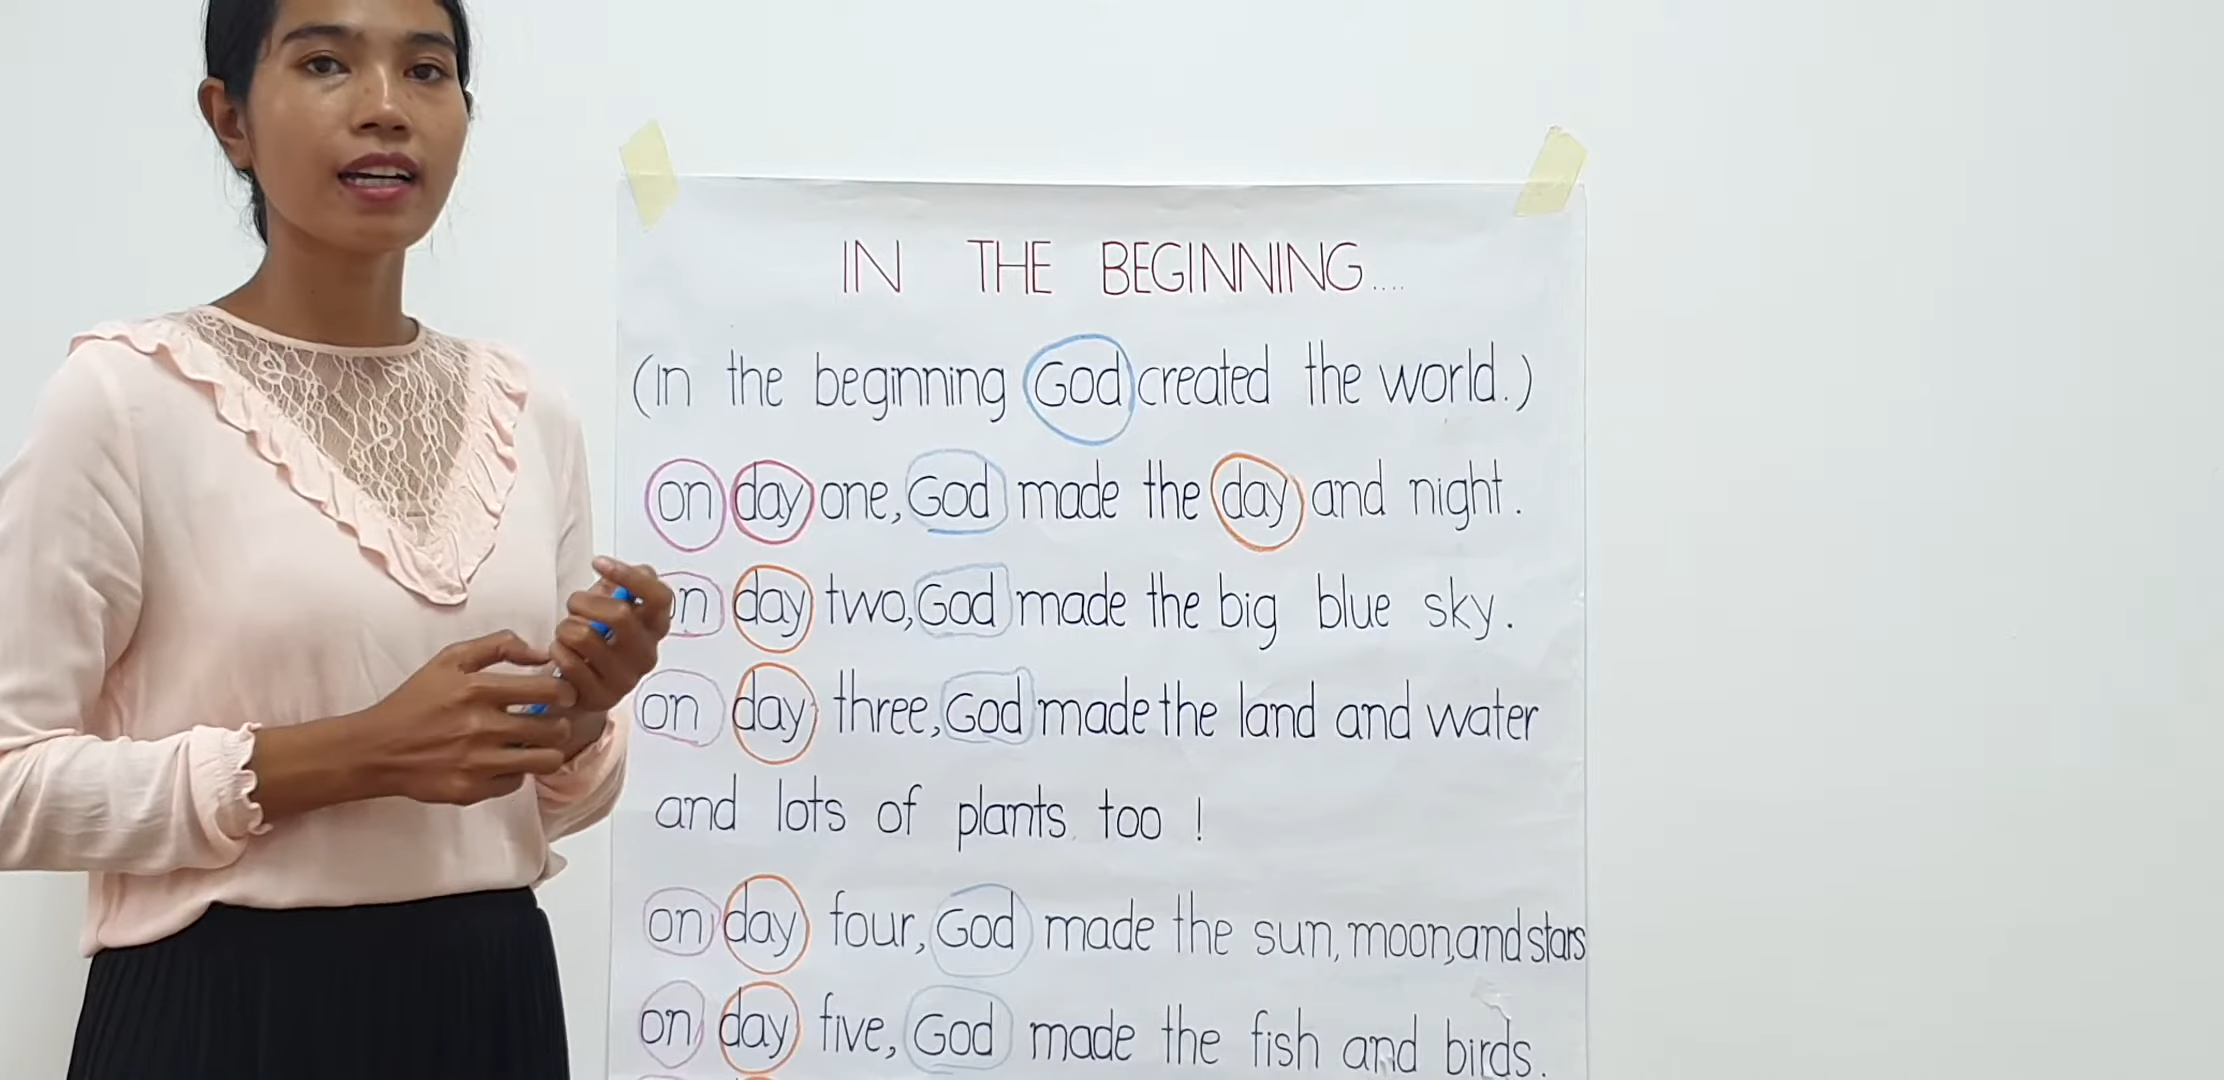 IN THE BEGINNING....
(In the beginning God created the world.)
on day one, God made the day and night.
on day two, God made the big blue sky.
on day three, God made the land and water
and lots of plants too !
on day four, God made the sun, moon, and stars
on day five, God made the fish and birds.